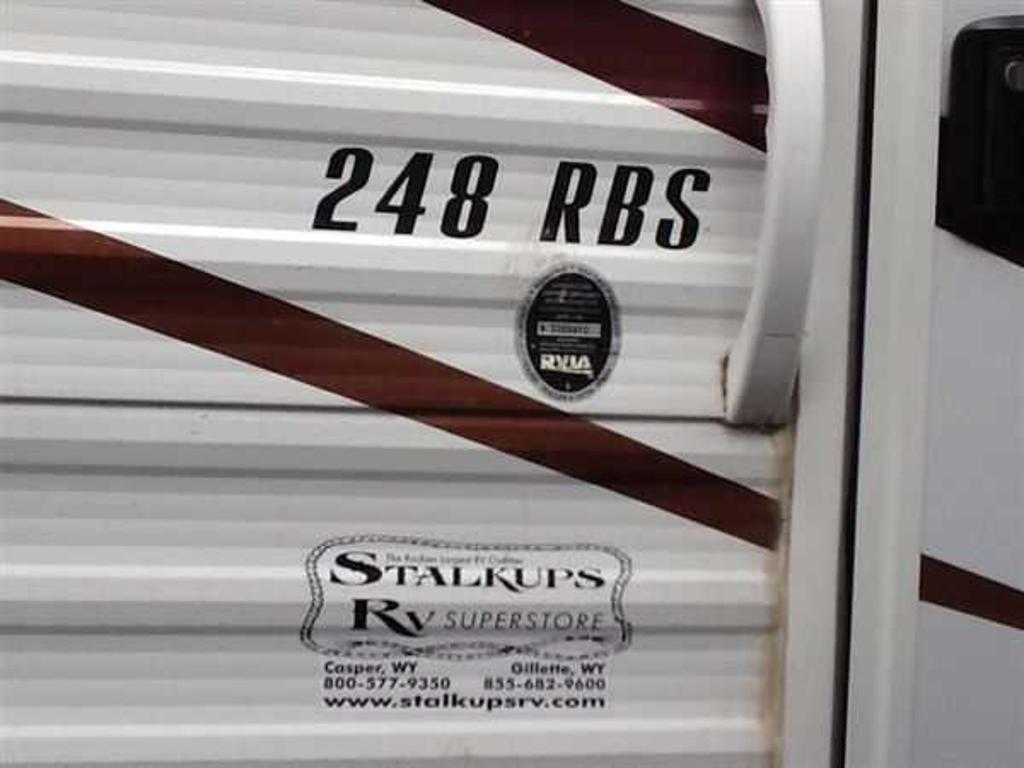 248 RBS
RVIA
STALKUPS
RV SUPERSTORE
Casper, WY Gillette, WY
800-577-9350 855-682-9600
www.stalkupsrv.com